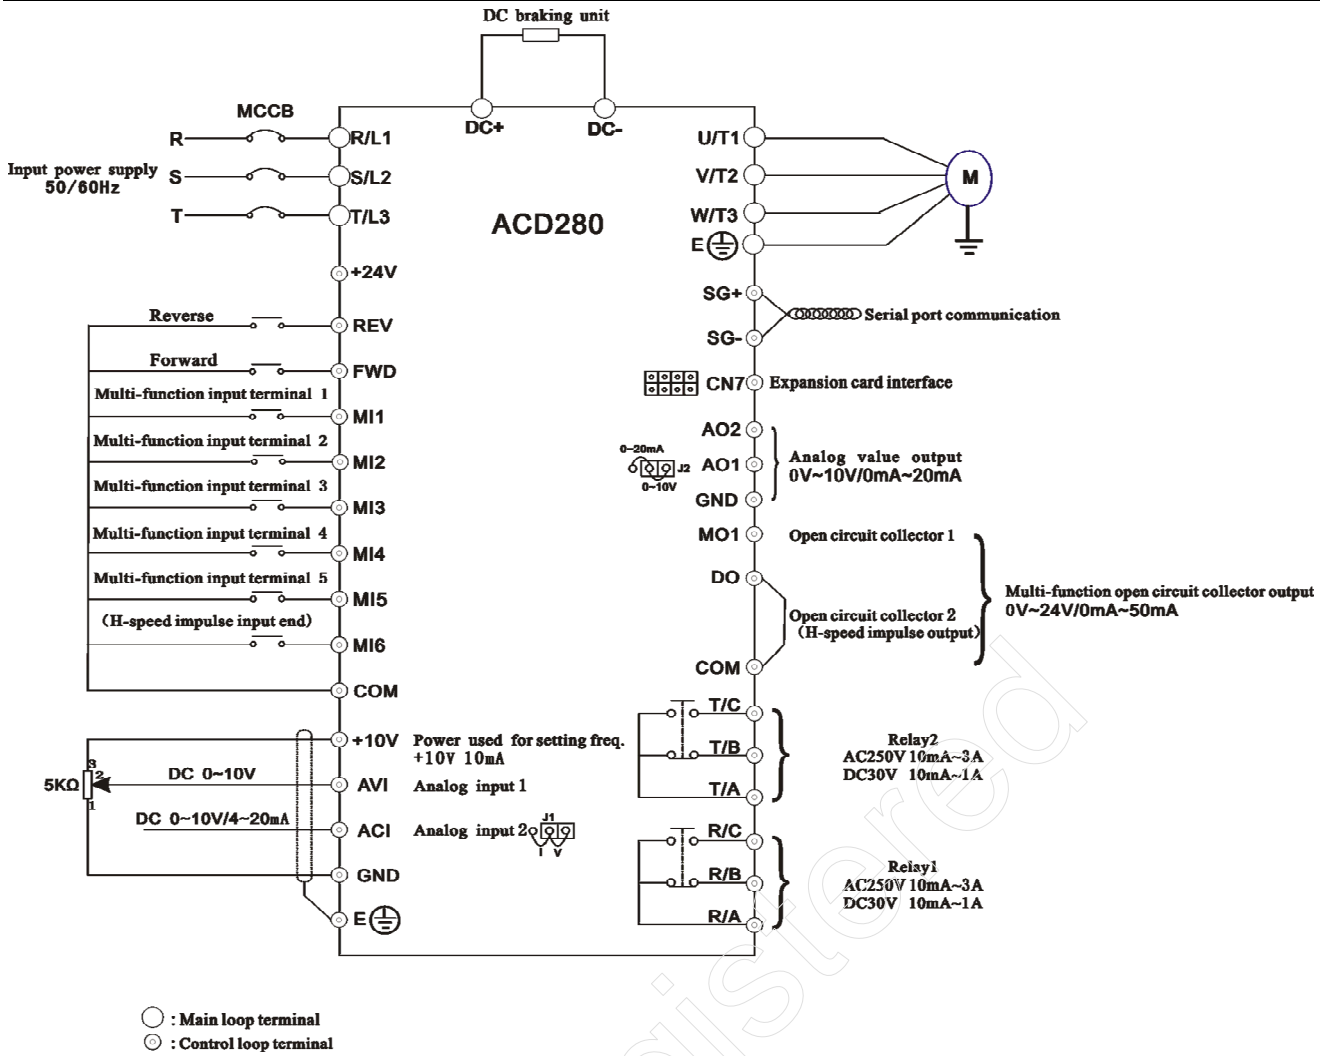 DC braking unit
MCCB
DC+
DC-
R
R/L1
U/T1
Input power supply
50/60Hz
S
S/L2
V/T2
M
T
T/L3
W/T3
ACD280
E
+24V
SG+
Serial port communication
SG-
Reverse
REV
Forward
FWD
CN7
Expansion card interface
Multi-function input terminal 1
MI1
AO2
Multi-function input terminal 2
MI2
0~20mA
J2
0~10V
AO1
Analog value output
0V~10V/0mA~20mA
Multi-function input terminal 3
MI3
GND
Multi-function input terminal 4
MI4
MO1
Open circuit collector 1
Multi-function input terminal 5
MI5
DO
Multi-function open circuit collector output
0V~24V/0mA~50mA
(H-speed impulse input end)
MI6
Open circuit collector 2
(H-speed impulse output)
COM
COM
+10V
Power used for setting freq.
+10V 10mA
T/C
T/B
T/A
Relay2
AC250V 10mA~3A
DC30V 10mA~1A
5KΩ
3
2
1
DC 0~10V
AVI
Analog input 1
DC 0~10V/4~20mA
ACI
Analog input 2
J1
I V
R/C
R/B
R/A
Relay1
AC250V 10mA~3A
DC30V 10mA~1A
GND
E
: Main loop terminal
: Control loop terminal
gistered